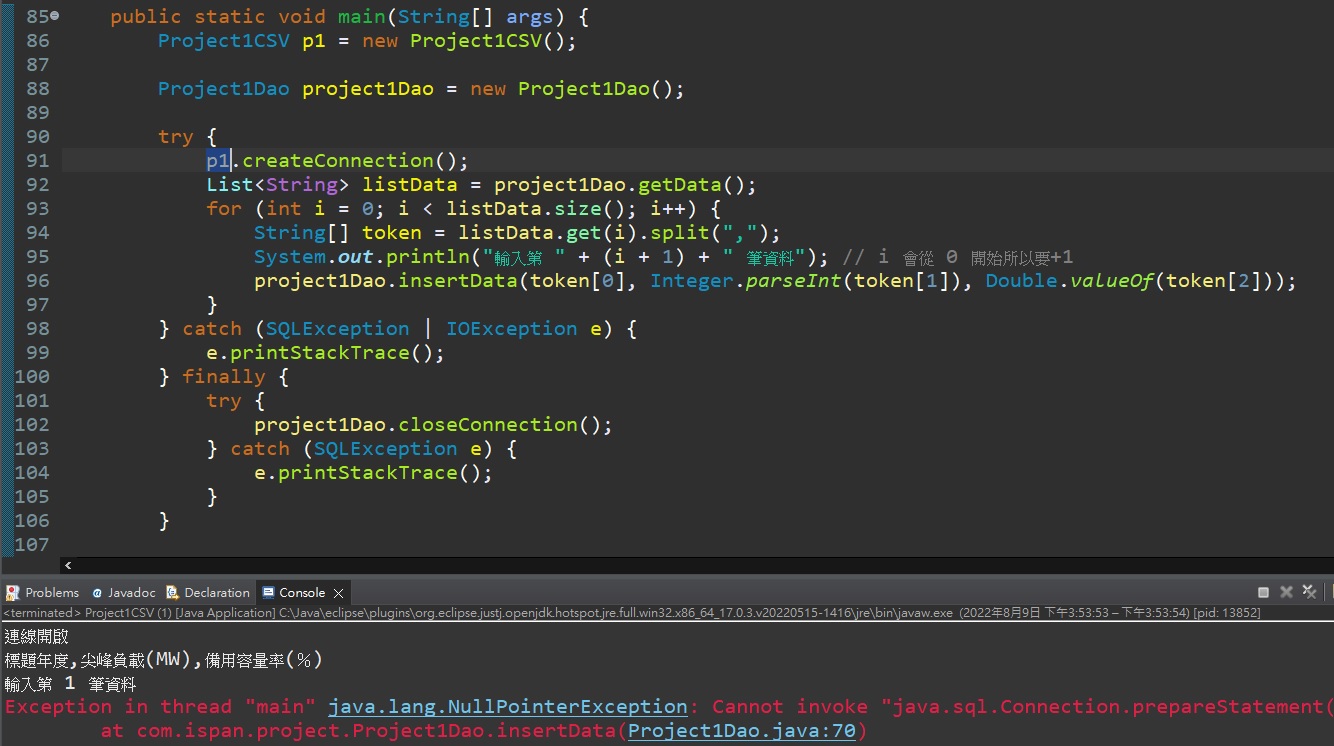 85 public static void main(String[] args) {
86 Project1CSV p1 = new Project1CSV();
87
88 Project1Dao project1Dao = new Project1Dao();
89
90 try {
91 p1.createConnection();
92 List<String> listData = project1Dao.getData();
93 for (int i = 0; i < listData.size(); i++) {
94 String[] token = listData.get(i).split(",");
95 System.out.println("輸入第 " + (i + 1) + " 筆資料"); // i 會從 0 開始所以要+1
96 project1Dao.insertData(token[0], Integer.parseInt(token[1]), Double.valueOf(token[2]));
97 }
98 } catch (SQLException | IOException e) {
99 e.printStackTrace();
100 } finally {
101 try {
102 project1Dao.closeConnection();
103 } catch (SQLException e) {
104 e.printStackTrace();
105 }
106 }
107
Problems Javadoc Declaration Console
<terminated> Project1CSV (1) [Java Application] C:\Java\eclipse\plugins\org.eclipse.justj.openjdk.hotspot.jre.full.win32.x86_64_17.0.3.v20220515-1416\jre\bin\javaw.exe (2022年8月9日 下午3:53:53 – 下午3:53:54) [pid: 13852]
連線開啟
標題年度,尖峰負載(MW),備用容量率(%)
輸入第 1 筆資料
Exception in thread "main" java.lang.NullPointerException: Cannot invoke "java.sql.Connection.prepareStatement(
at com.ispan.project.Project1Dao.insertData(Project1Dao.java:70)